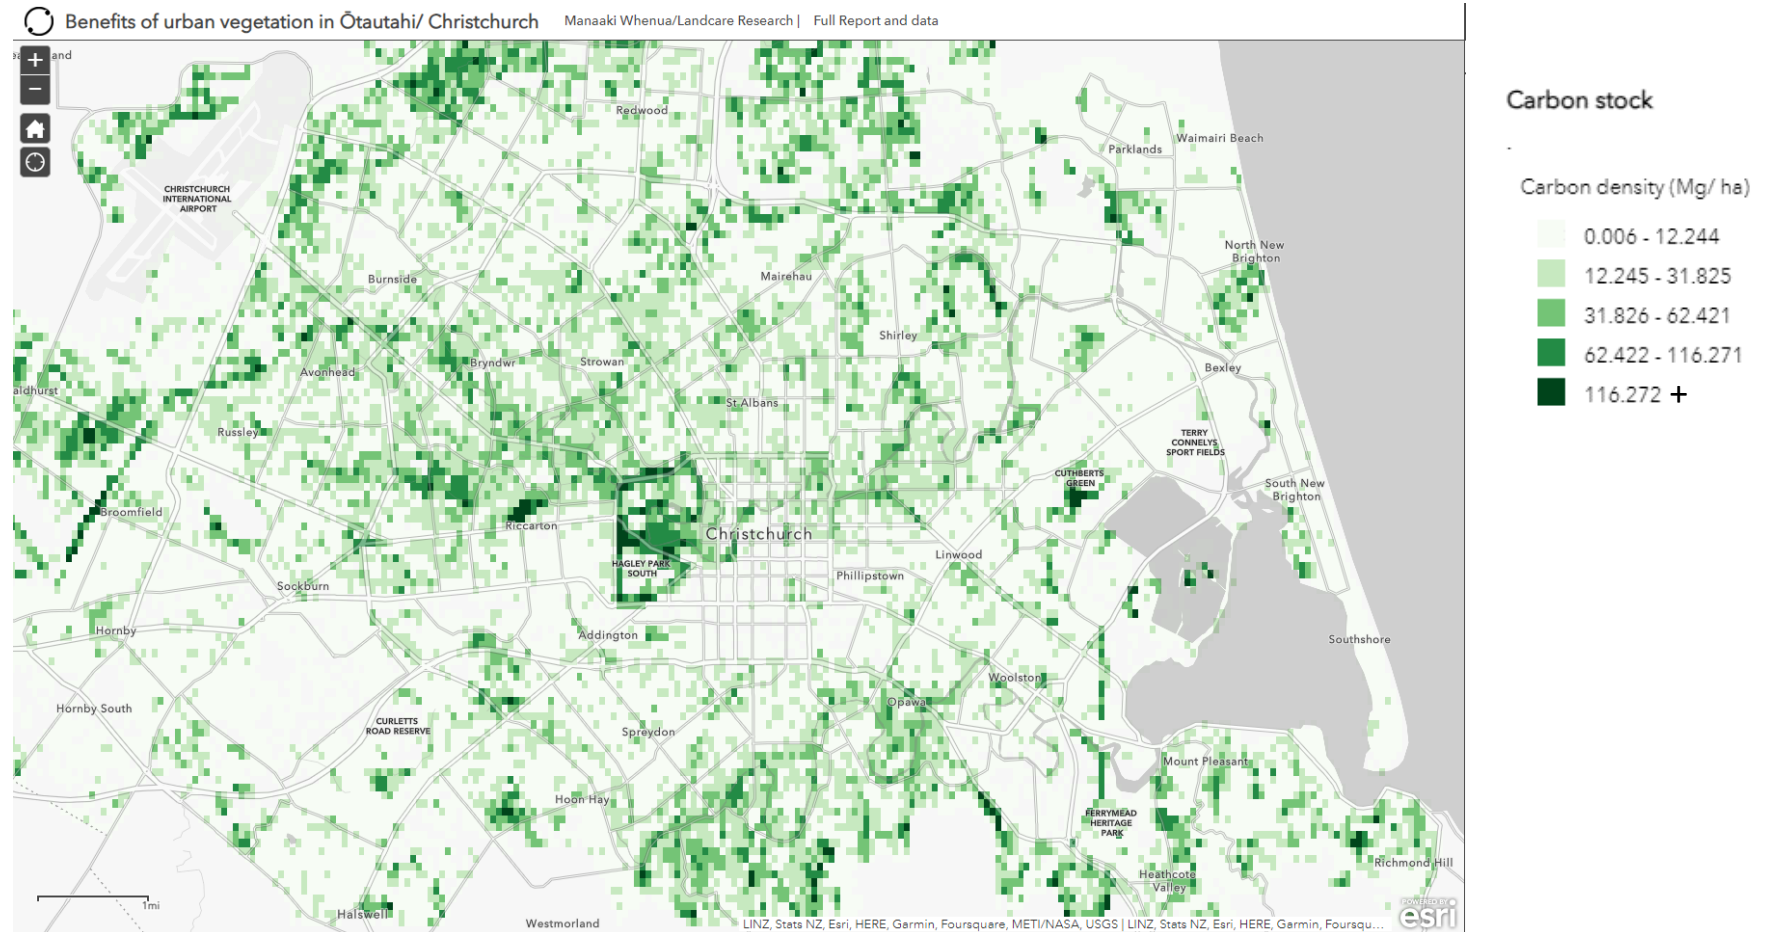 Benefits of urban vegetation in Ōtautahi/ Christchurch
Manaaki Whenua/Landcare Research | Full Report and data
and
+
−
Redwood
Parklands
Waimairi Beach
CHRISTCHURCH
INTERNATIONAL
AIRPORT
North New
Brighton
Burnside
Mairehau
Shirley
Bryndwr
Strowan
Avonhead
Bexley
aldhurst
St Albans
Russley
TERRY
CONNELYS
SPORT FIELDS
CUTHBERTS
GREEN
South New
Brighton
Broomfield
Riccarton
Christchurch
Linwood
HAGLEY PARK
SOUTH
Phillipstown
Sockburn
Hornby
Addington
Southshore
Woolston
Hornby South
Opawa
CURLETTS
ROAD RESERVE
Spreydon
Mount Pleasant
Hoon Hay
FERRYMEAD
HERITAGE
PARK
Richmond Hill
Heathcote
Valley
1mi
Halswell
Westmorland
POWERED BY
esri
LINZ, Stats NZ, Esri, HERE, Garmin, Foursquare, METI/NASA, USGS | LINZ, Stats NZ, Esri, HERE, Garmin, Foursqu...
Carbon stock
-
Carbon density (Mg/ ha)
0.006 - 12.244
12.245 - 31.825
31.826 - 62.421
62.422 - 116.271
116.272 +